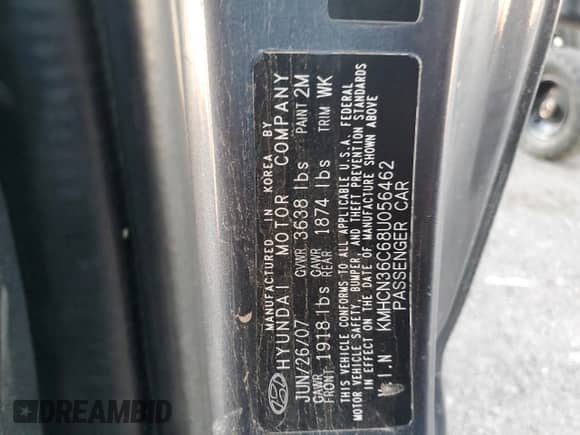 MANUFACTURED IN KOREA BY
HYUNDAI MOTOR COMPANY
JUN/26/07 GVWR 3638 lbs PAINT 2M
GAWR FRONT 1918 lbs GAWR REAR 1874 lbs TRIM WK
THIS VEHICLE CONFORMS TO ALL APPLICABLE U.S.A. FEDERAL
MOTOR VEHICLE SAFETY, BUMPER, AND THEFT PREVENTION STANDARDS
IN EFFECT ON THE DATE OF MANUFACTURE SHOWN ABOVE
V.I.N KMHCN36C68U056462
PASSENGER CAR
DREAMBID